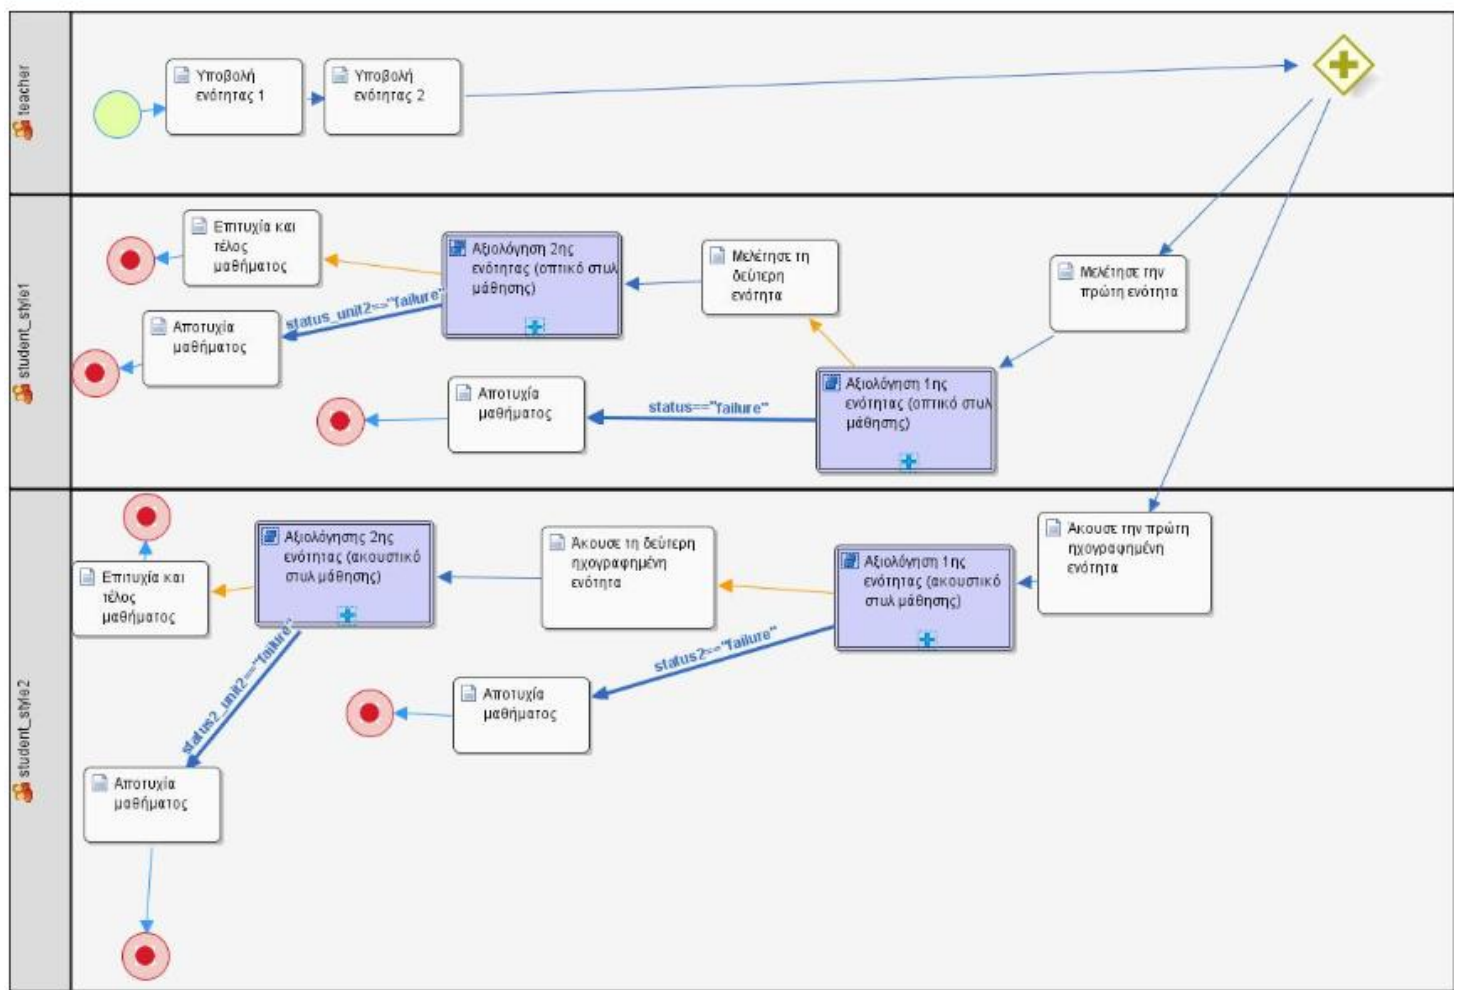 teacher
Υποβολή
ενότητας 1
Υποβολή
ενότητας 2
student_style1
Επιτυχία και
τέλος
μαθήματος
Αξιολόγηση 2ης
ενότητας (οπτικό στυλ
μάθησης)
Μελέτησε τη
δεύτερη
ενότητα
Μελέτησε την
πρώτη ενότητα
status_unit2=="failure"
Αποτυχία
μαθήματος
Αξιολόγηση 1ης
ενότητας (οπτικό στυλ
μάθησης)
status=="failure"
Αποτυχία
μαθήματος
student_style2
Επιτυχία και
τέλος
μαθήματος
Αξιολόγησης 2ης
ενότητας (ακουστικό
στυλ μάθησης)
Άκουσε τη δεύτερη
ηχογραφημένη
ενότητα
Αξιολόγηση 1ης
ενότητας (ακουστικό
στυλ μάθησης)
Άκουσε την πρώτη
ηχογραφημένη
ενότητα
status2=="failure"
status2_unit2=="failure"
Αποτυχία
μαθήματος
Αποτυχία
μαθήματος